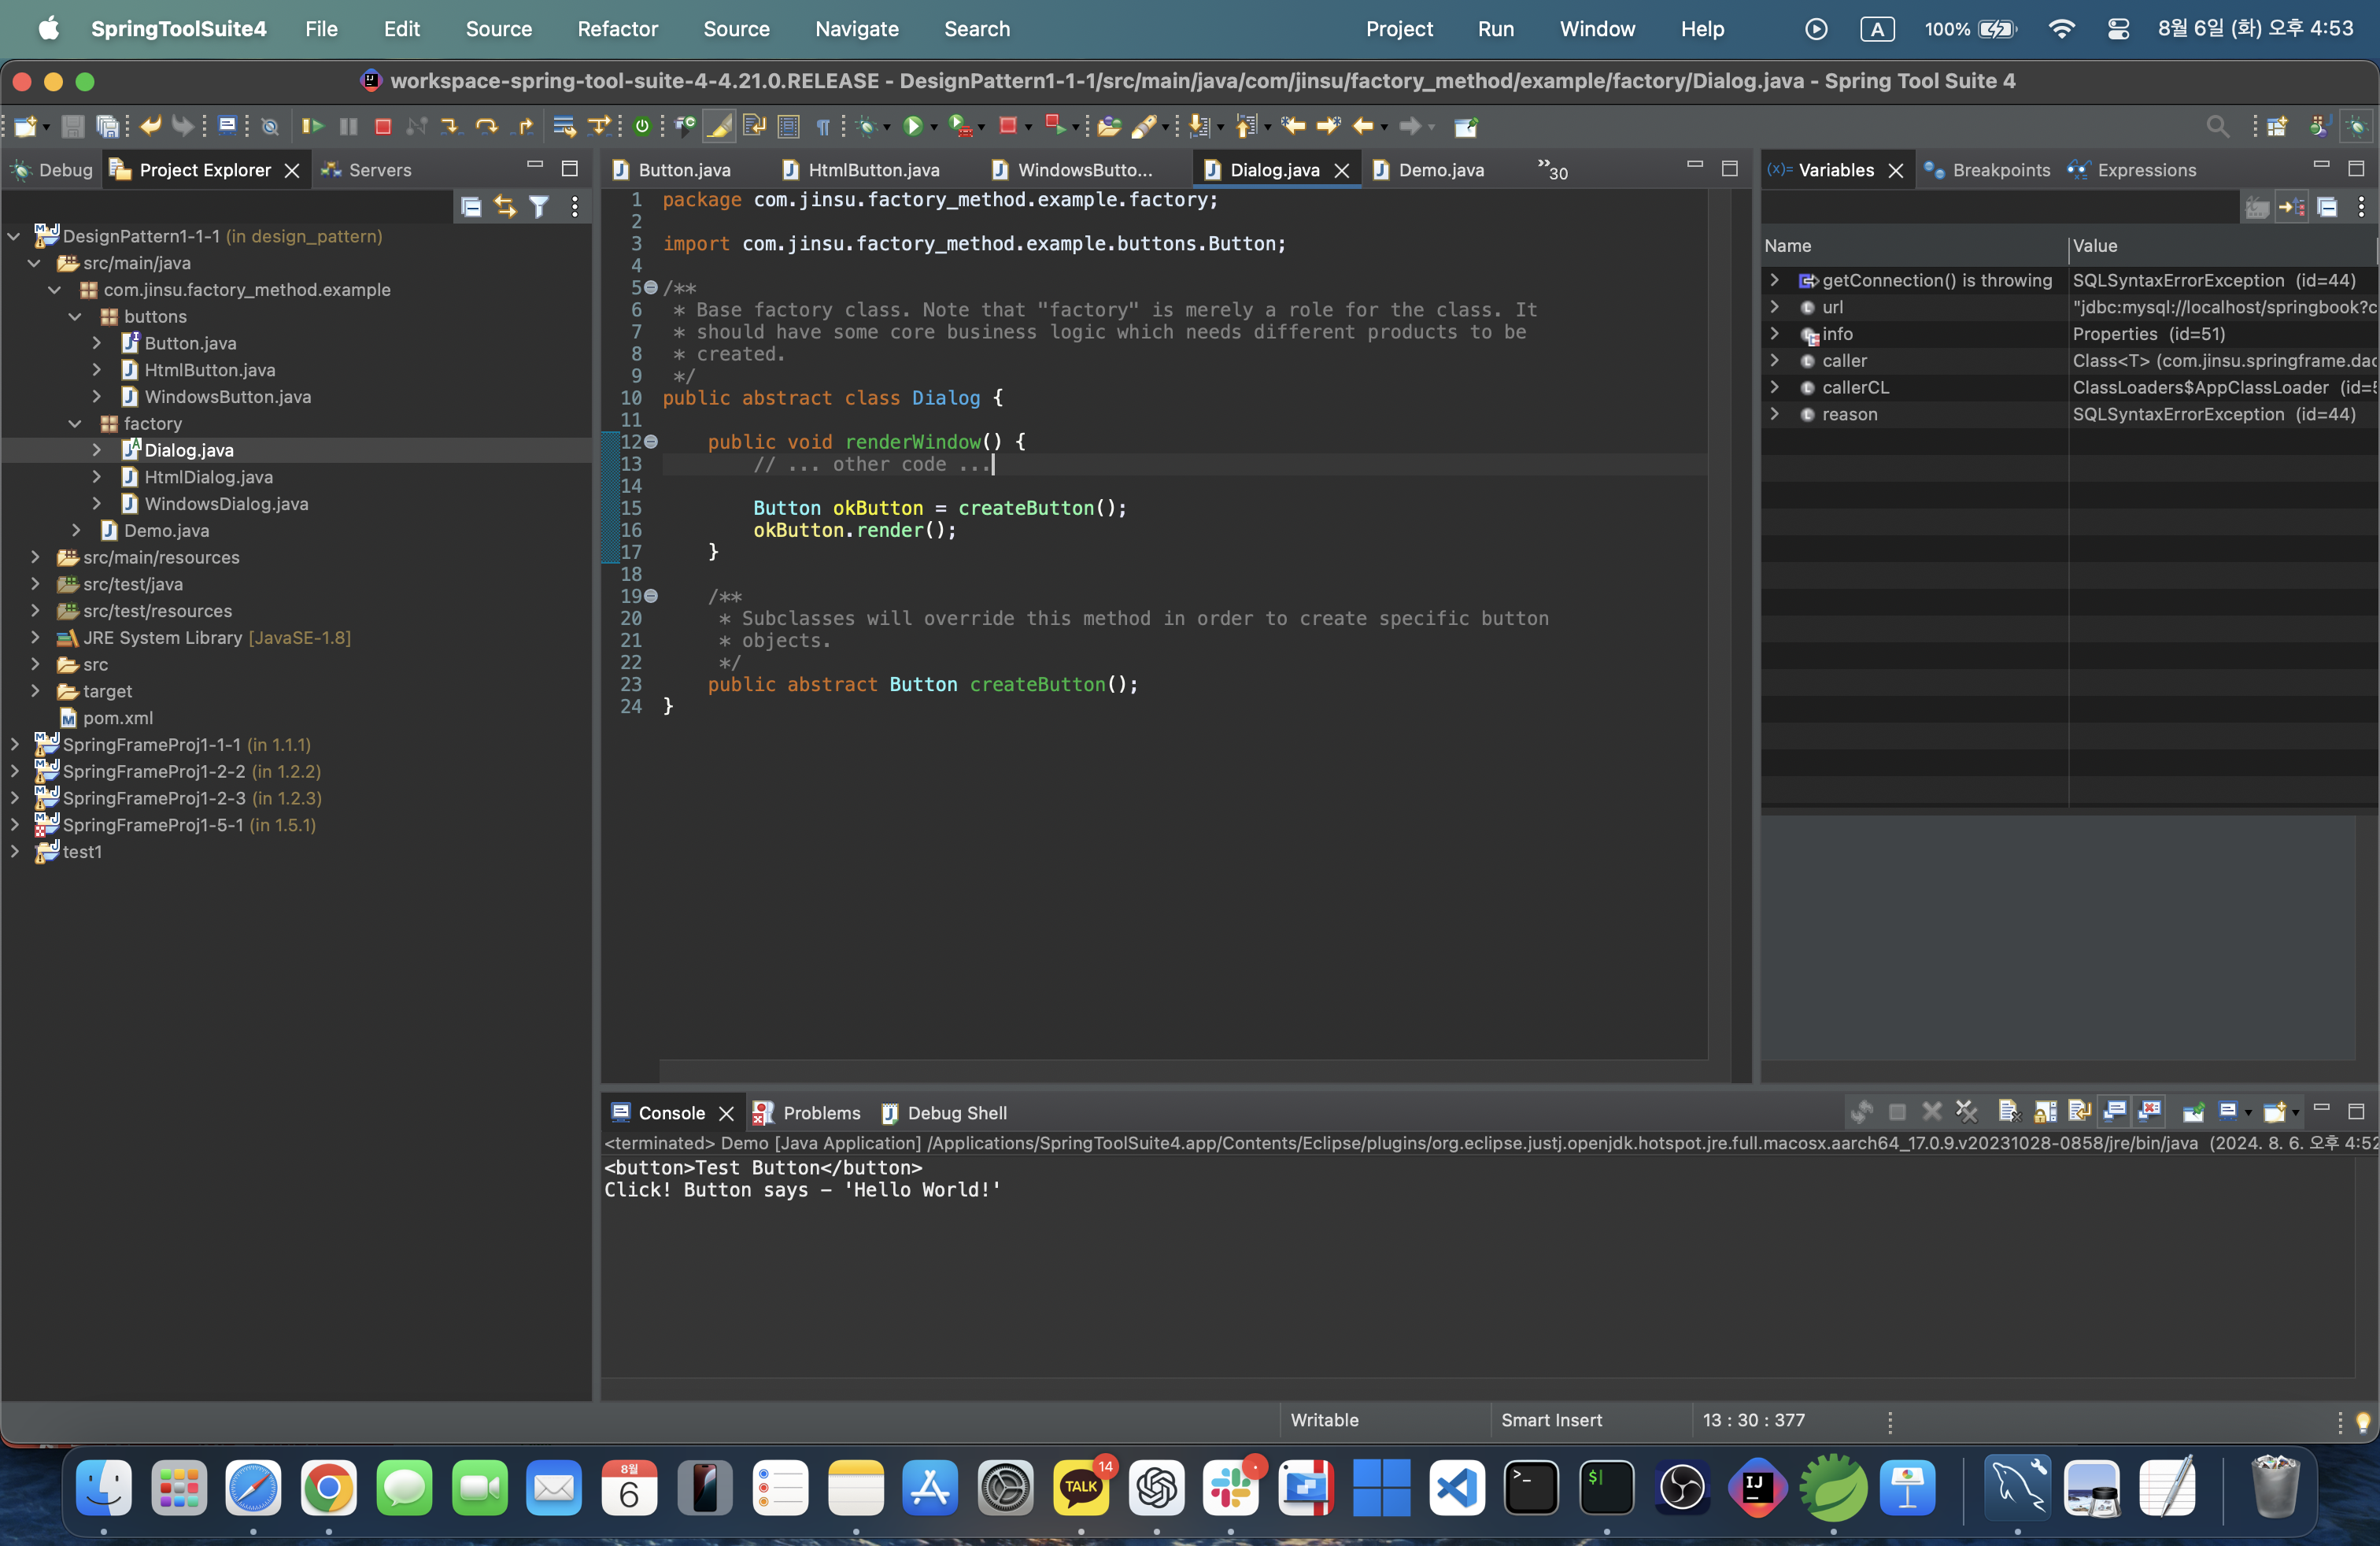 SpringToolSuite4 File Edit Source Refactor Source Navigate Search Project Run Window Help A 100% 8월 6일 (화) 오후 4:53
workspace-spring-tool-suite-4-4.21.0.RELEASE - DesignPattern1-1-1/src/main/java/com/jinsu/factory_method/example/factory/Dialog.java - Spring Tool Suite 4
Debug Project Explorer Servers
DesignPattern1-1-1 (in design_pattern)
src/main/java
com.jinsu.factory_method.example
buttons
Button.java
HtmlButton.java
WindowsButton.java
factory
Dialog.java
HtmlDialog.java
WindowsDialog.java
Demo.java
src/main/resources
src/test/java
src/test/resources
JRE System Library [JavaSE-1.8]
src
target
pom.xml
SpringFrameProj1-1-1 (in 1.1.1)
SpringFrameProj1-2-2 (in 1.2.2)
SpringFrameProj1-2-3 (in 1.2.3)
SpringFrameProj1-5-1 (in 1.5.1)
test1
Button.java HtmlButton.java WindowsButto... Dialog.java Demo.java »30
1 package com.jinsu.factory_method.example.factory;
2
3 import com.jinsu.factory_method.example.buttons.Button;
4
5 /**
6 * Base factory class. Note that "factory" is merely a role for the class. It
7 * should have some core business logic which needs different products to be
8 * created.
9 */
10 public abstract class Dialog {
11
12 public void renderWindow() {
13 // ... other code ...
14
15 Button okButton = createButton();
16 okButton.render();
17 }
18
19 /**
20 * Subclasses will override this method in order to create specific button
21 * objects.
22 */
23 public abstract Button createButton();
24 }
(x)= Variables Breakpoints Expressions
Name Value
getConnection() is throwing SQLSyntaxErrorException (id=44)
url "jdbc:mysql://localhost/springbook?c
info Properties (id=51)
caller Class<T> (com.jinsu.springframe.dao
callerCL ClassLoaders$AppClassLoader (id=5
reason SQLSyntaxErrorException (id=44)
Console Problems Debug Shell
<terminated> Demo [Java Application] /Applications/SpringToolSuite4.app/Contents/Eclipse/plugins/org.eclipse.justj.openjdk.hotspot.jre.full.macosx.aarch64_17.0.9.v20231028-0858/jre/bin/java (2024. 8. 6. 오후 4:52
<button>Test Button</button>
Click! Button says - 'Hello World!'
Writable Smart Insert 13 : 30 : 377
8월
6
TALK
14
IJ